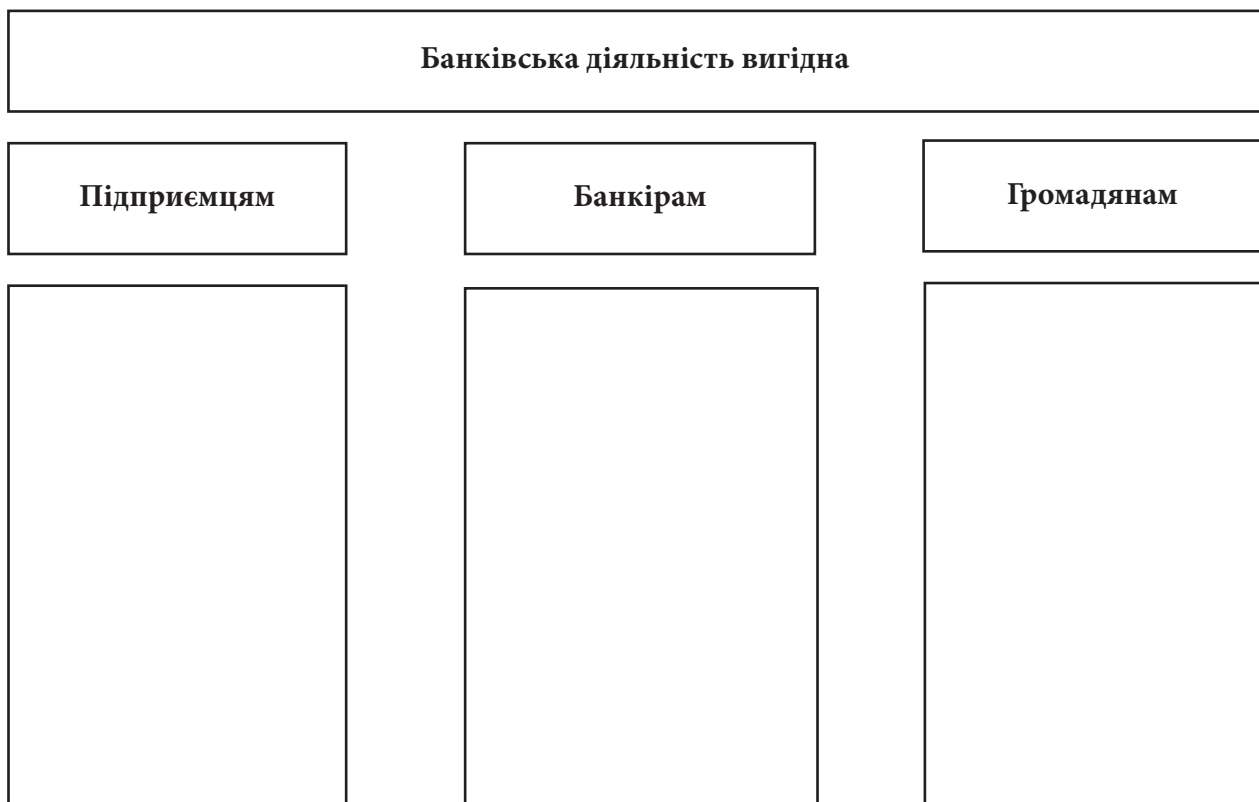 Банківська діяльність вигідна
Підприємцям
Банкірам
Громадянам